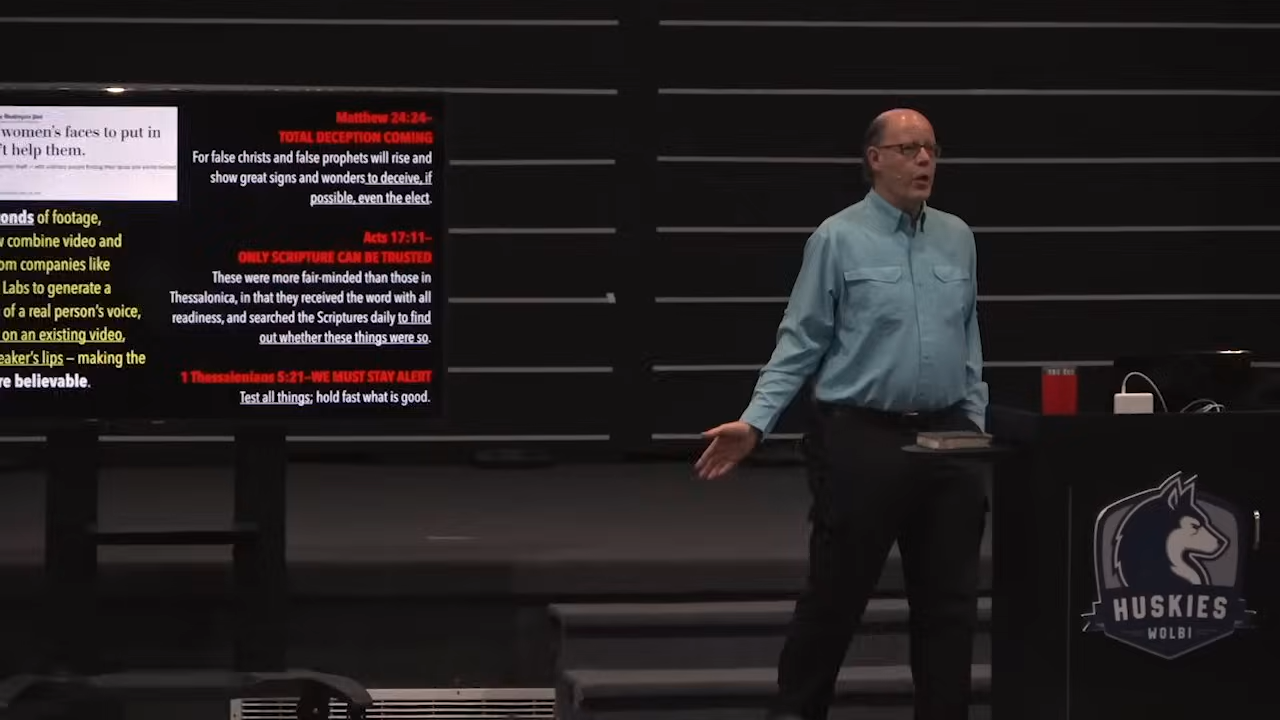 The Washington Post
women's faces to put in
't help them.
onds of footage,
w combine video and
om companies like
Labs to generate a
of a real person's voice,
on an existing video,
eaker's lips – making the
re believable.
Matthew 24:24–
TOTAL DECEPTION COMING
For false christs and false prophets will rise and
show great signs and wonders to deceive, if
possible, even the elect.
Acts 17:11–
ONLY SCRIPTURE CAN BE TRUSTED
These were more fair-minded than those in
Thessalonica, in that they received the word with all
readiness, and searched the Scriptures daily to find
out whether these things were so.
1 Thessalonians 5:21–WE MUST STAY ALERT
Test all things; hold fast what is good.
HUSKIES
WOLBI